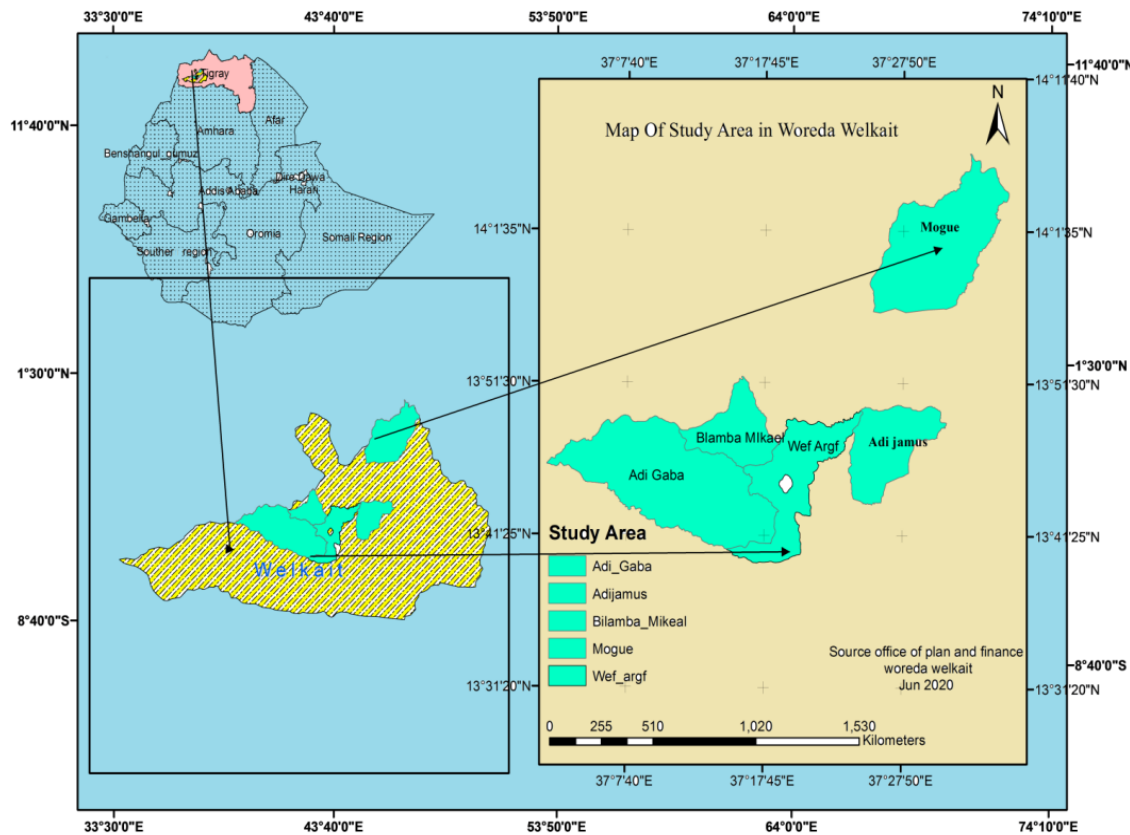 33°30'0"E 43°40'0"E 53°50'0"E 64°0'0"E 74°10'0"E
11°40'0"N
1°30'0"N
8°40'0"S
11°40'0"N
1°30'0"N
8°40'0"S
33°30'0"E 43°40'0"E 53°50'0"E 64°0'0"E 74°10'0"E
Tigray
Afar
Amhara
Benshangul_gumuz
Dire Dawa
Addis Ababa
Harari
Gambella
Oromia
Somali Region
Souther region
Welkait
37°7'40"E 37°17'45"E 37°27'50"E
14°11'40"N
14°1'35"N 14°1'35"N
13°51'30"N 13°51'30"N
13°41'25"N 13°41'25"N
13°31'20"N 13°31'20"N
37°7'40"E 37°17'45"E 37°27'50"E
N
Map Of Study Area in Woreda Welkait
Mogue
Blamba MIkael
Wef Argf
Adi jamus
Adi Gaba
Study Area
Adi_Gaba
Adijamus
Bilamba_Mikeal
Mogue
Wef_argf
Source office of plan and finance
woreda welkait
Jun 2020
0 255 510 1,020 1,530
Kilometers